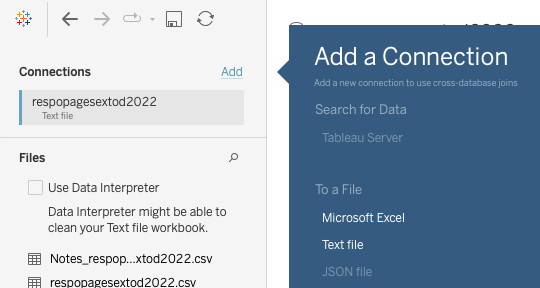 Connections
Add
respopagesextod2022
Text file
Files
Use Data Interpreter
Data Interpreter might be able to
clean your Text file workbook.
Notes_respop...xtod2022.csv
respopagesextod2022.csv
Add a Connection
Add a new connection to use cross-database joins
Search for Data
Tableau Server
To a File
Microsoft Excel
Text file
JSON file